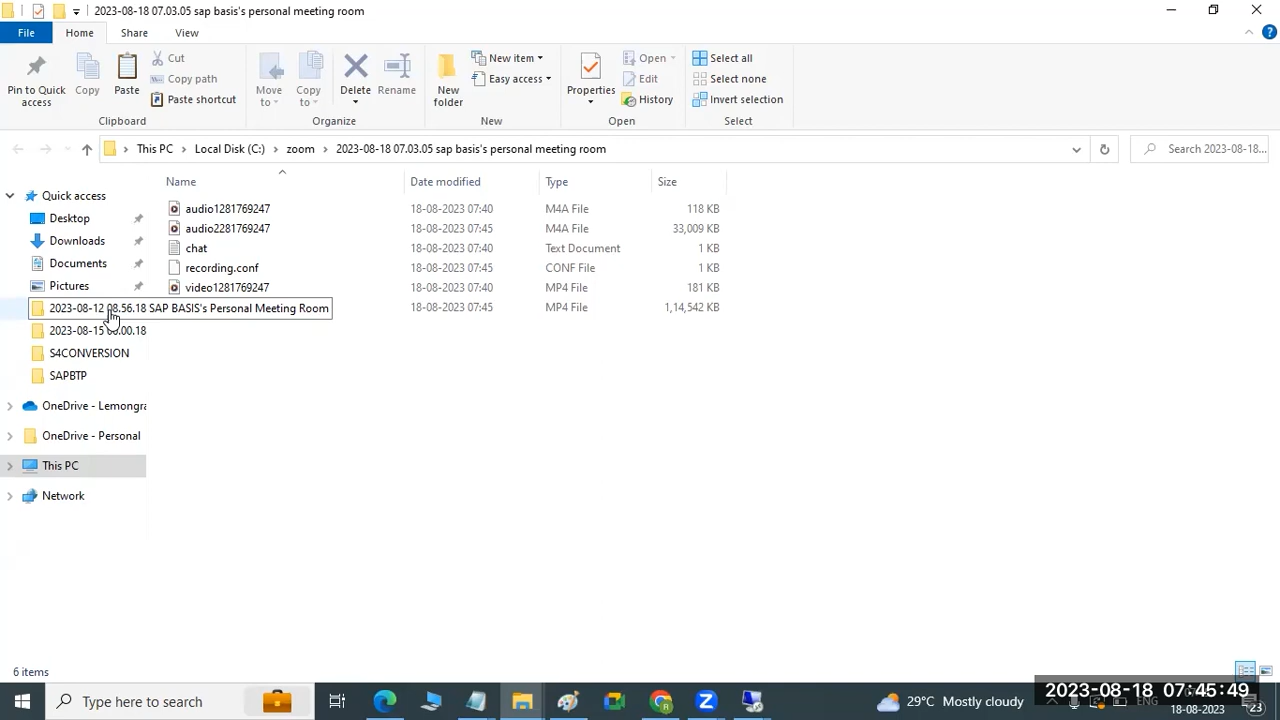 2023-08-18 07.03.05 sap basis's personal meeting room
File
Home
Share
View
Pin to Quick access
Copy
Paste
Cut
Copy path
Paste shortcut
Clipboard
Move to
Copy to
Delete
Rename
Organize
New folder
New item
Easy access
New
Properties
Open
Edit
History
Open
Select all
Select none
Invert selection
Select
This PC
Local Disk (C:)
zoom
2023-08-18 07.03.05 sap basis's personal meeting room
Search 2023-08-18...
Name Date modified Type Size
audio1281769247 18-08-2023 07:40 M4A File 118 KB
audio2281769247 18-08-2023 07:45 M4A File 33,009 KB
chat 18-08-2023 07:40 Text Document 1 KB
recording.conf 18-08-2023 07:45 CONF File 1 KB
video1281769247 18-08-2023 07:40 MP4 File 181 KB
18-08-2023 07:45 MP4 File 1,14,542 KB
Quick access
Desktop
Downloads
Documents
Pictures
2023-08-12 08.56.18 SAP BASIS's Personal Meeting Room
2023-08-15 06.00.18
S4CONVERSION
SAPBTP
OneDrive - Lemongra
OneDrive - Personal
This PC
Network
6 items
Type here to search
29°C Mostly cloudy
ENG
2023-08-18 07:45:49
18-08-2023
23